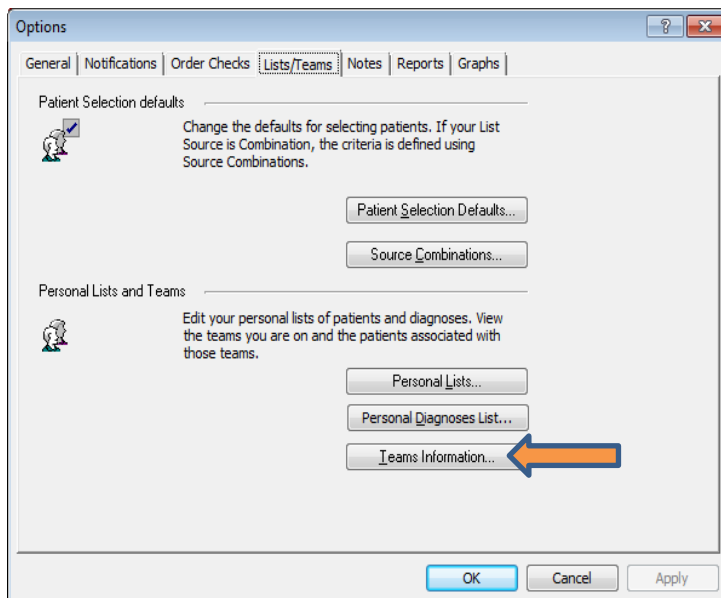 Options
General Notifications Order Checks Lists/Teams Notes Reports Graphs
Patient Selection defaults
Change the defaults for selecting patients. If your List
Source is Combination, the criteria is defined using
Source Combinations.
Patient Selection Defaults...
Source Combinations...
Personal Lists and Teams
Edit your personal lists of patients and diagnoses. View
the teams you are on and the patients associated with
those teams.
Personal Lists...
Personal Diagnoses List...
Teams Information...
OK Cancel Apply